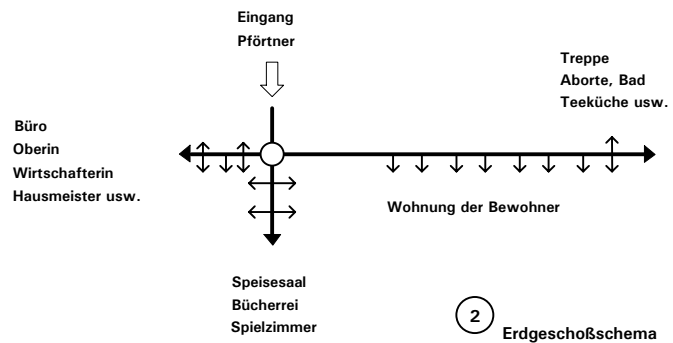 Eingang
Pförtner
Treppe
Aborte, Bad
Teeküche usw.
Büro
Oberin
Wirtschafterin
Hausmeister usw.
Wohnung der Bewohner
Speisesaal
Bücherrei
Spielzimmer
2
Erdgeschoßschema